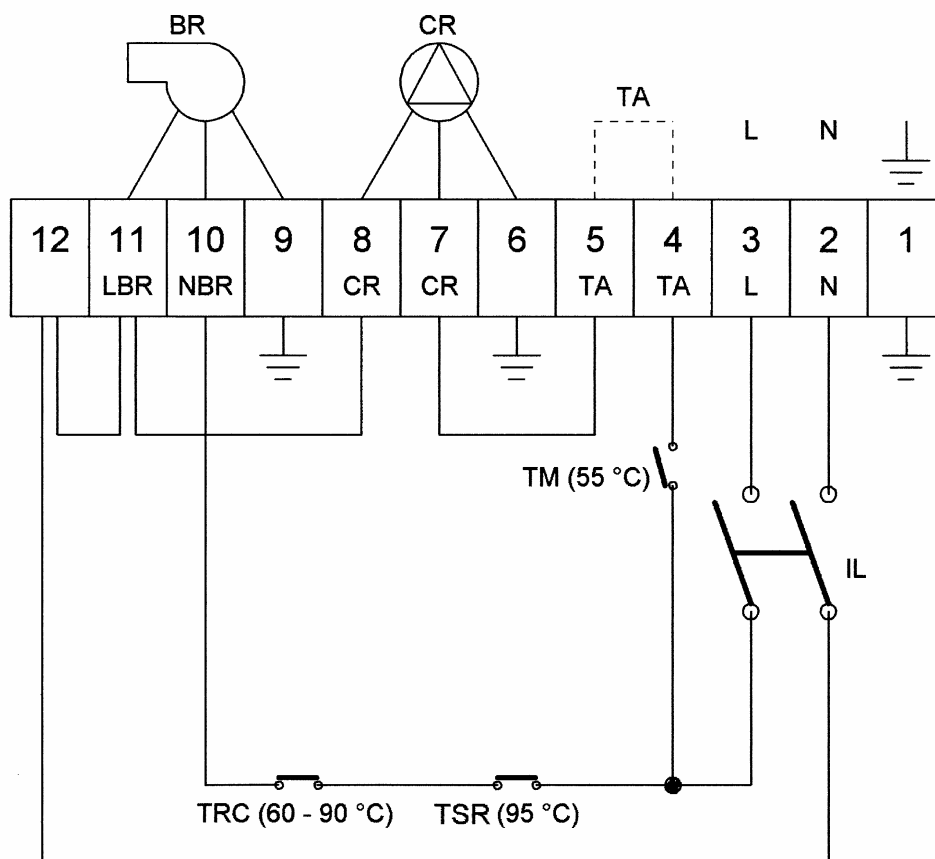 BR
CR
TA
L
N
12
11
10
9
8
7
6
5
4
3
2
1
LBR
NBR
CR
CR
TA
TA
L
N
TM (55 °C)
IL
TRC (60 - 90 °C)
TSR (95 °C)